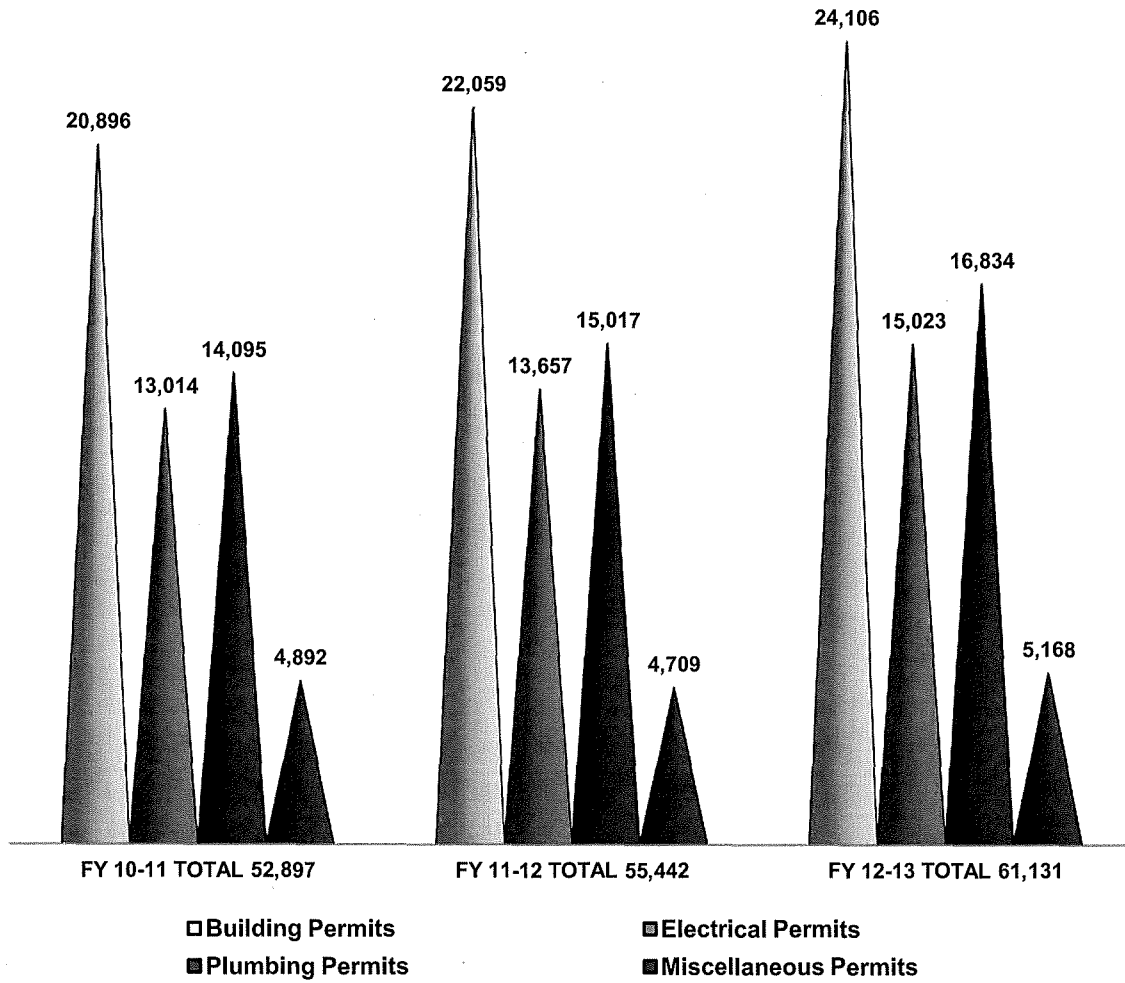 24,106
22,059
20,896
16,834
15,017
15,023
14,095
13,657
13,014
5,168
4,892
4,709
FY 10-11 TOTAL 52,897
FY 11-12 TOTAL 55,442
FY 12-13 TOTAL 61,131
Building Permits
Electrical Permits
Plumbing Permits
Miscellaneous Permits